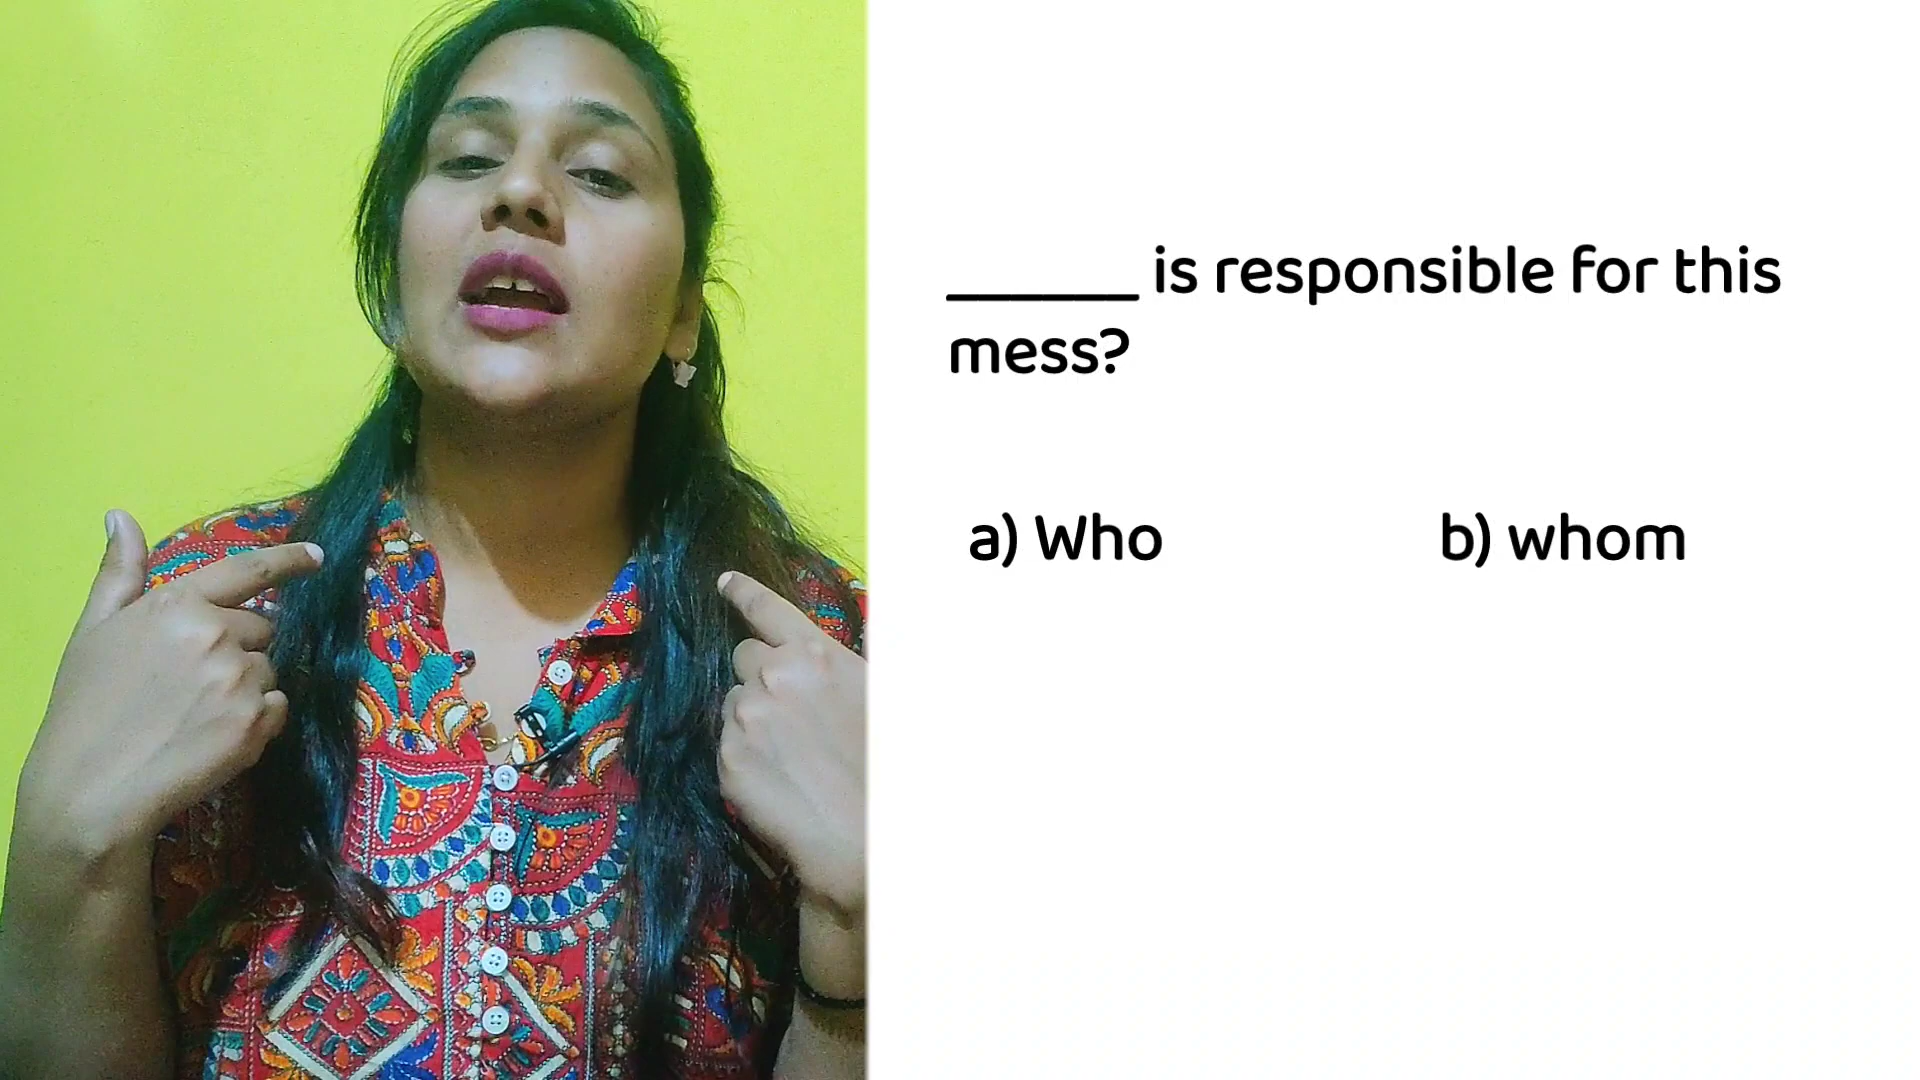 ______ is responsible for this
mess?
a) Who b) whom